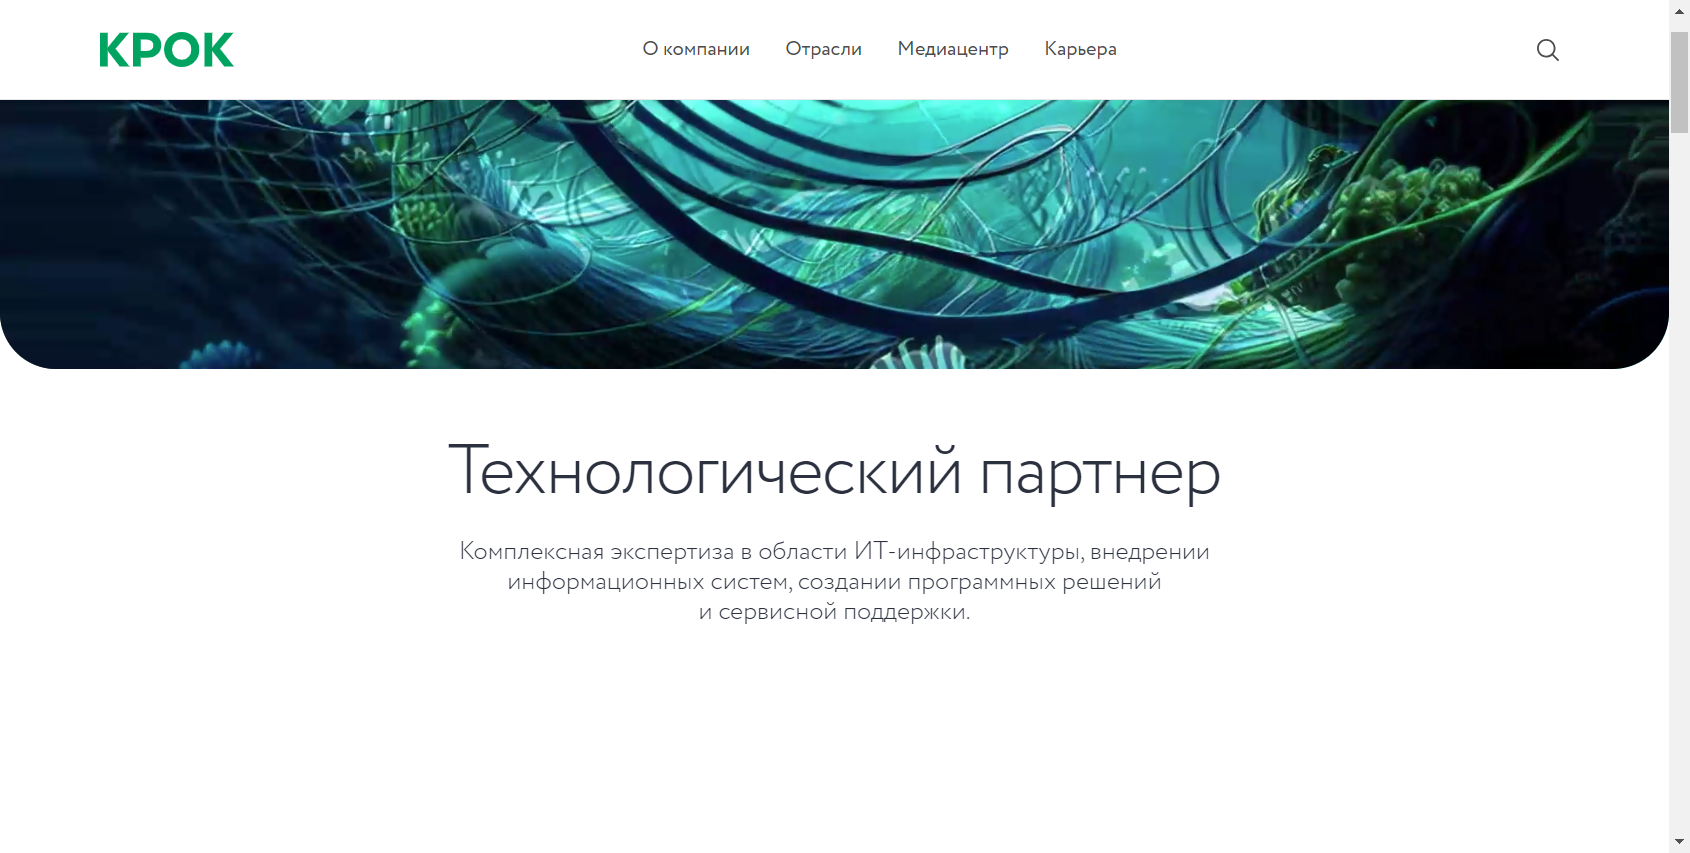 КРОК
О компании
Отрасли
Медиацентр
Карьера
Технологический партнер
Комплексная экспертиза в области ИТ-инфраструктуры, внедрении
информационных систем, создании программных решений
и сервисной поддержки.